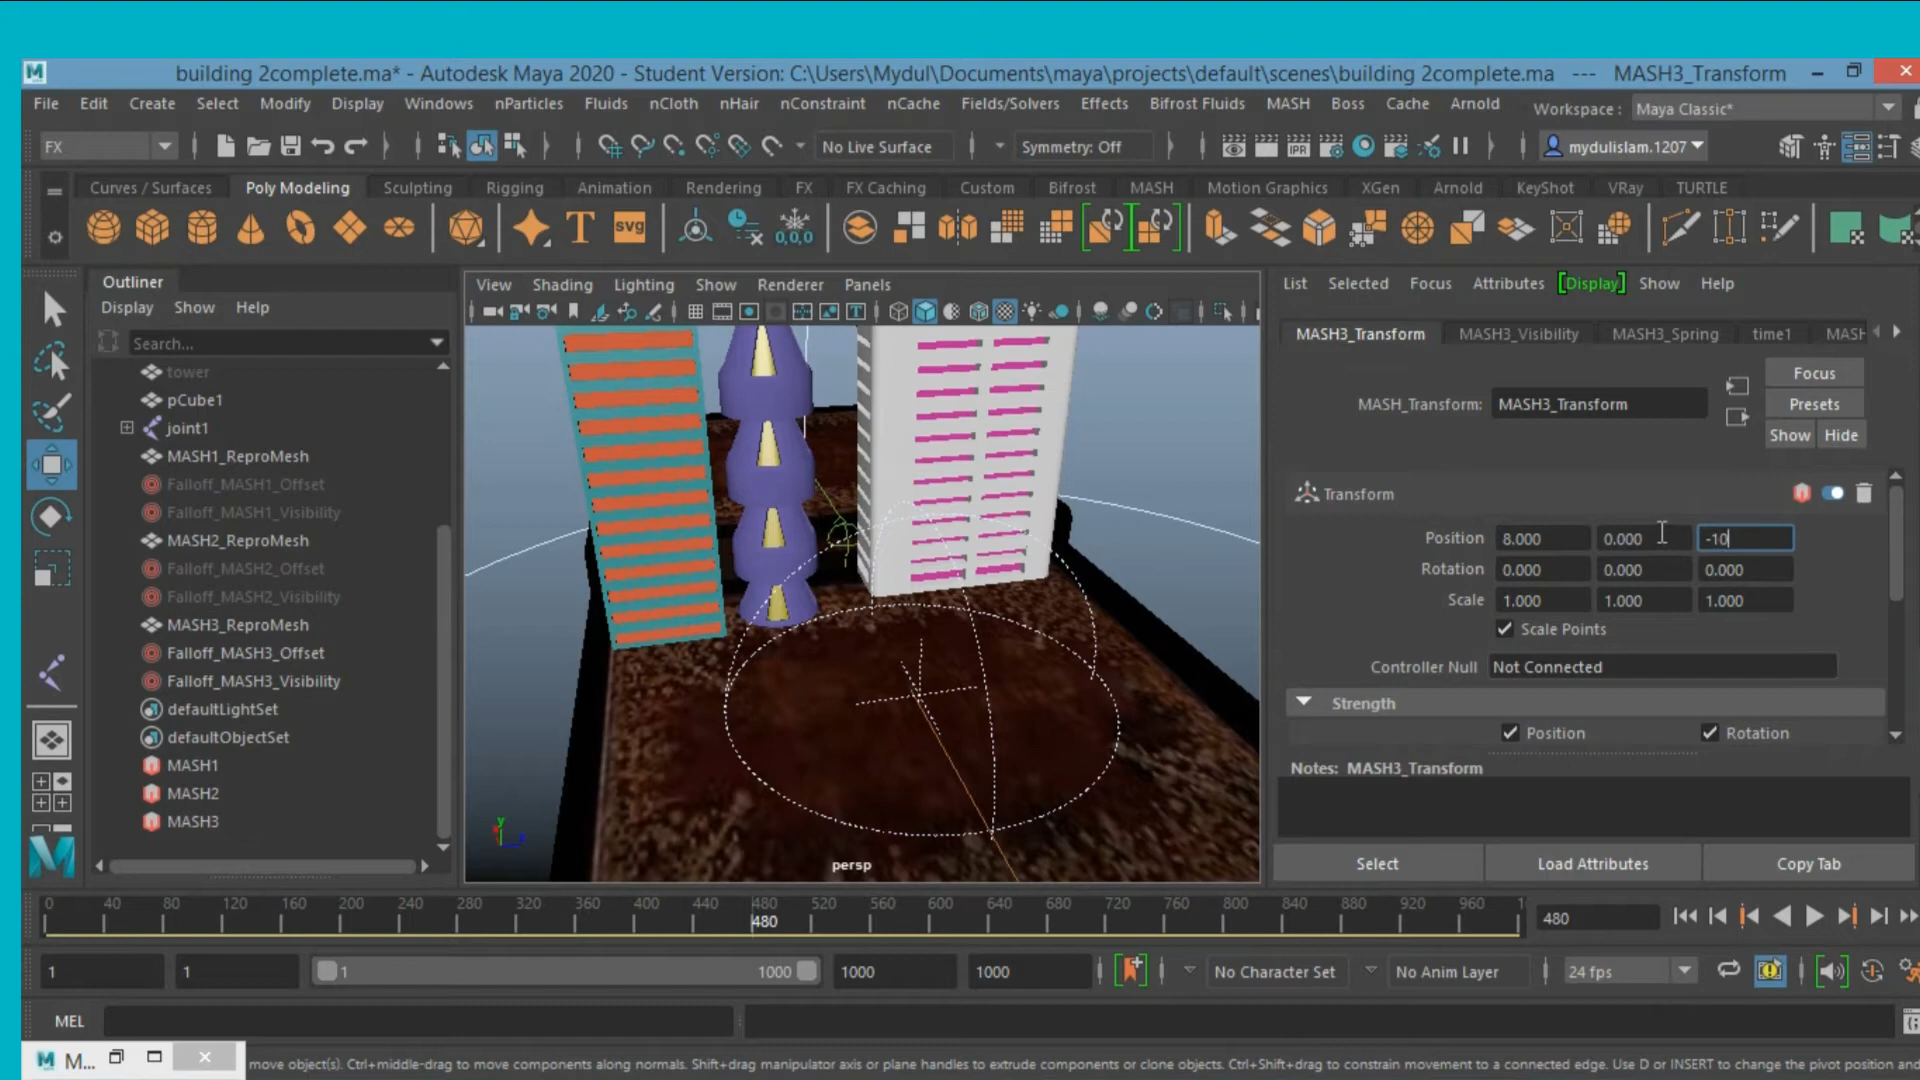 building 2complete.ma* - Autodesk Maya 2020 - Student Version: C:\Users\Mydul\Documents\maya\projects\default\scenes\building 2complete.ma --- MASH3_Transform
File Edit Create Select Modify Display Windows nParticles Fluids nCloth nHair nConstraint nCache Fields/Solvers Effects Bifrost Fluids MASH Boss Cache Arnold Workspace : Maya Classic*
FX No Live Surface Symmetry: Off IPR mydulislam.1207
Curves / Surfaces Poly Modeling Sculpting Rigging Animation Rendering FX FX Caching Custom Bifrost MASH Motion Graphics XGen Arnold KeyShot VRay TURTLE
T svg 0,0,0
Outliner
Display Show Help
Search...
tower
pCube1
joint1
MASH1_ReproMesh
Falloff_MASH1_Offset
Falloff_MASH1_Visibility
MASH2_ReproMesh
Falloff_MASH2_Offset
Falloff_MASH2_Visibility
MASH3_ReproMesh
Falloff_MASH3_Offset
Falloff_MASH3_Visibility
defaultLightSet
defaultObjectSet
MASH1
MASH2
MASH3
View Shading Lighting Show Renderer Panels
y
persp
List Selected Focus Attributes Display Show Help
MASH3_Transform MASH3_Visibility MASH3_Spring time1 MASH
MASH_Transform: MASH3_Transform
Focus
Presets
Show Hide
Transform
Position 8.000 0.000 -10
Rotation 0.000 0.000 0.000
Scale 1.000 1.000 1.000
Scale Points
Controller Null Not Connected
Strength
Position Rotation
Notes: MASH3_Transform
Select Load Attributes Copy Tab
0 40 80 120 160 200 240 280 320 360 400 440 480 520 560 600 640 680 720 760 800 840 880 920 960 1
480 480
1 1 1 1000 1000 1000 No Character Set No Anim Layer 24 fps
MEL
M... move object(s). Ctrl+middle-drag to move components along normals. Shift+drag manipulator axis or plane handles to extrude components or clone objects. Ctrl+Shift+drag to constrain movement to a connected edge. Use D or INSERT to change the pivot position and